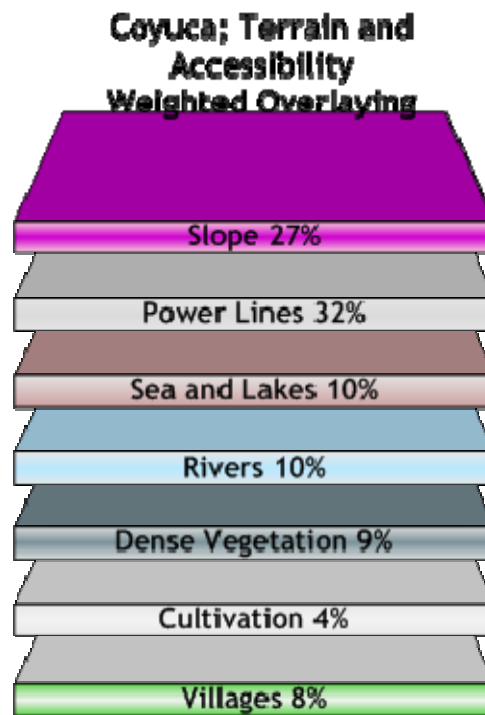 Coyuca; Terrain and
Accessibility
Weighted Overlaying
Slope 27%
Power Lines 32%
Sea and Lakes 10%
Rivers 10%
Dense Vegetation 9%
Cultivation 4%
Villages 8%